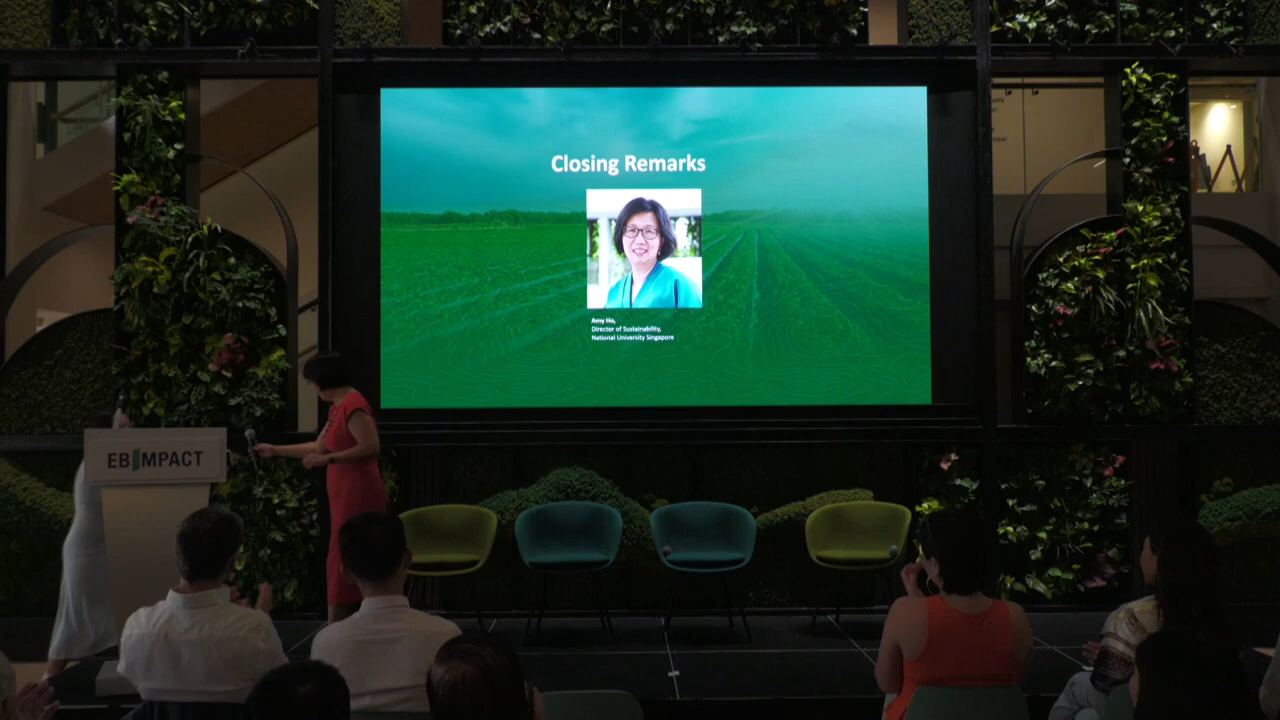 Closing Remarks
Amy Ho,
Director of Sustainability,
National University Singapore
EB IMPACT